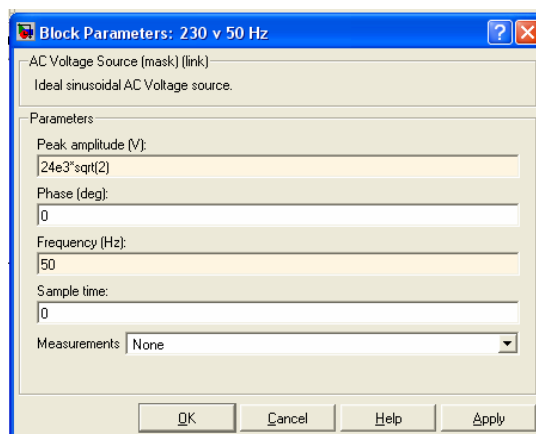 Block Parameters: 230 v 50 Hz
AC Voltage Source (mask) (link)
Ideal sinusoidal AC Voltage source.
Parameters
Peak amplitude (V):
24e3*sqrt(2)
Phase (deg):
0
Frequency (Hz):
50
Sample time:
0
Measurements None
OK Cancel Help Apply